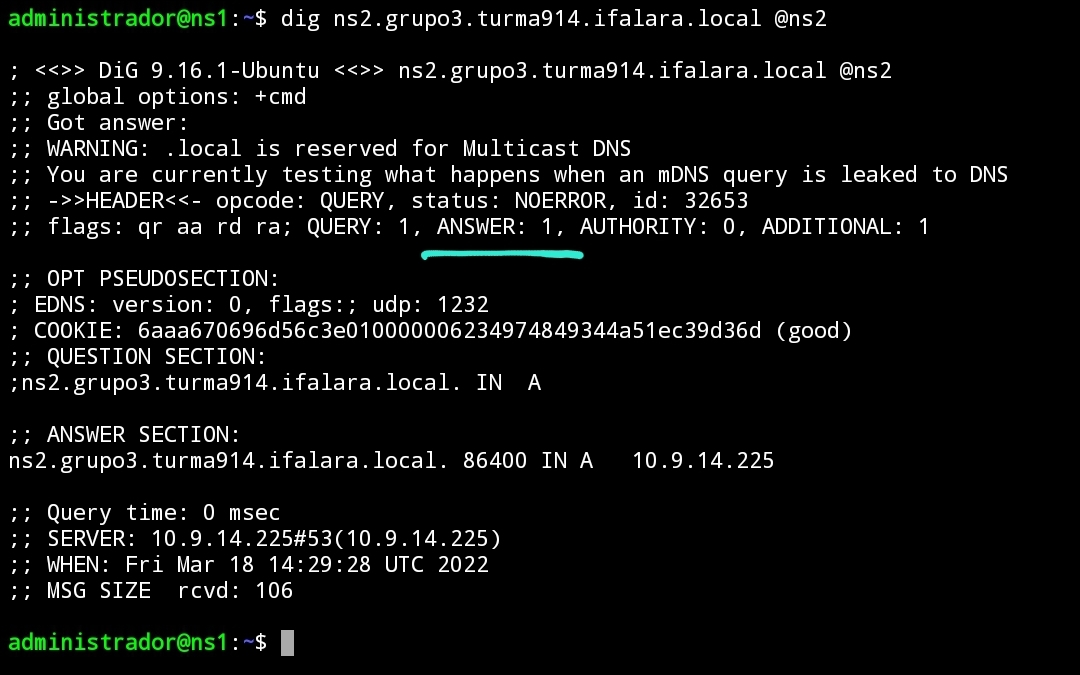 administrador@ns1:~$ dig ns2.grupo3.turma914.ifalara.local @ns2
; <<>> DiG 9.16.1-Ubuntu <<>> ns2.grupo3.turma914.ifalara.local @ns2
;; global options: +cmd
;; Got answer:
;; WARNING: .local is reserved for Multicast DNS
;; You are currently testing what happens when an mDNS query is leaked to DNS
;; ->>HEADER<<- opcode: QUERY, status: NOERROR, id: 32653
;; flags: qr aa rd ra; QUERY: 1, ANSWER: 1, AUTHORITY: 0, ADDITIONAL: 1
;; OPT PSEUDOSECTION:
; EDNS: version: 0, flags:; udp: 1232
; COOKIE: 6aaa670696d56c3e010000006234974849344a51ec39d36d (good)
;; QUESTION SECTION:
;ns2.grupo3.turma914.ifalara.local. IN  A
;; ANSWER SECTION:
ns2.grupo3.turma914.ifalara.local. 86400 IN A   10.9.14.225
;; Query time: 0 msec
;; SERVER: 10.9.14.225#53(10.9.14.225)
;; WHEN: Fri Mar 18 14:29:28 UTC 2022
;; MSG SIZE  rcvd: 106
administrador@ns1:~$